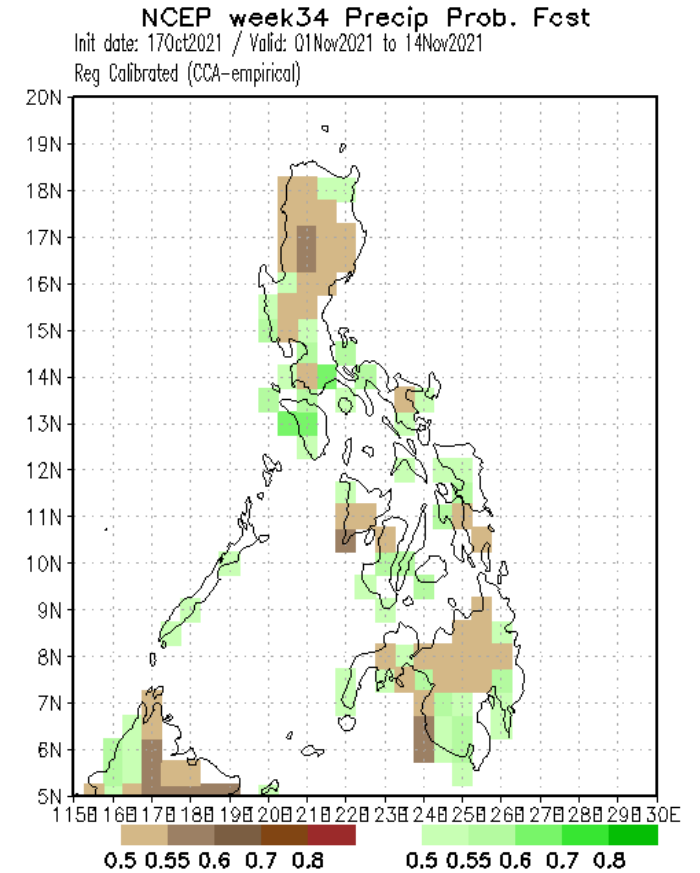 NCEP week34 Precip Prob. Fcst
Init date: 17Oct2021 / Valid: 01Nov2021 to 14Nov2021
Reg Calibrated (CCA-empirical)
20N
19N
18N
17N
16N
15N
14N
13N
12N
11N
10N
9N
8N
7N
6N
5N
115E 116E 117E 118E 119E 120E 121E 122E 123E 124E 125E 126E 127E 128E 129E 130E
0.5 0.55 0.6 0.7 0.8 0.5 0.55 0.6 0.7 0.8